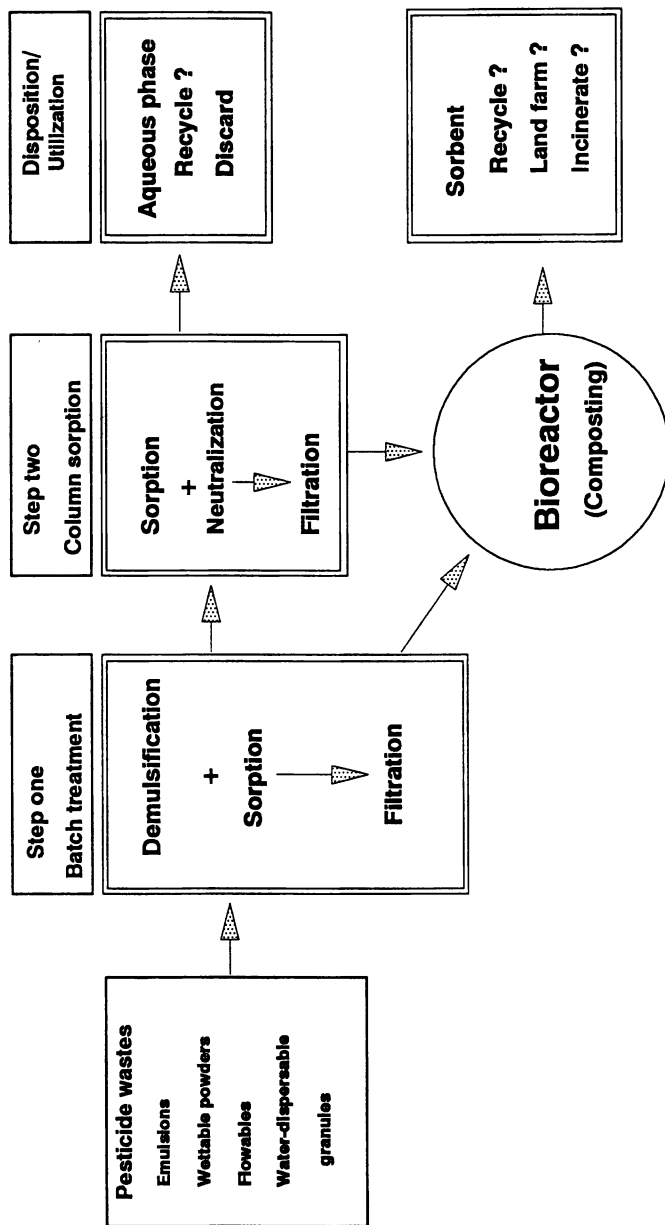 Pesticide wastes
Emulsions
Wettable powders
Flowables
Water-dispersable
granules
Step one
Batch treatment
Demulsification
+
Sorption
Filtration
Step two
Column sorption
Sorption
+
Neutralization
Filtration
Disposition/
Utilization
Aqueous phase
Recycle ?
Discard
Bioreactor
(Composting)
Sorbent
Recycle ?
Land farm ?
Incinerate ?